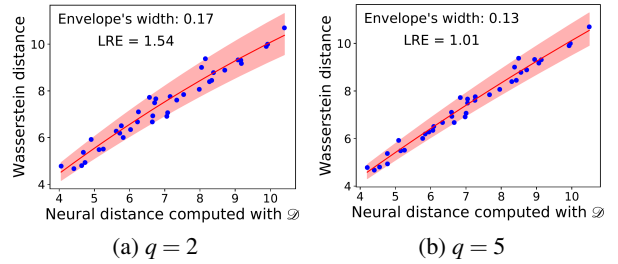 Envelope's width: 0.17
LRE = 1.54
Wasserstein distance
10
8
6
4
4 5 6 7 8 9 10
Neural distance computed with 𝒟
(a) q = 2
Envelope's width: 0.13
LRE = 1.01
Wasserstein distance
10
8
6
4
4 5 6 7 8 9 10
Neural distance computed with 𝒟
(b) q = 5